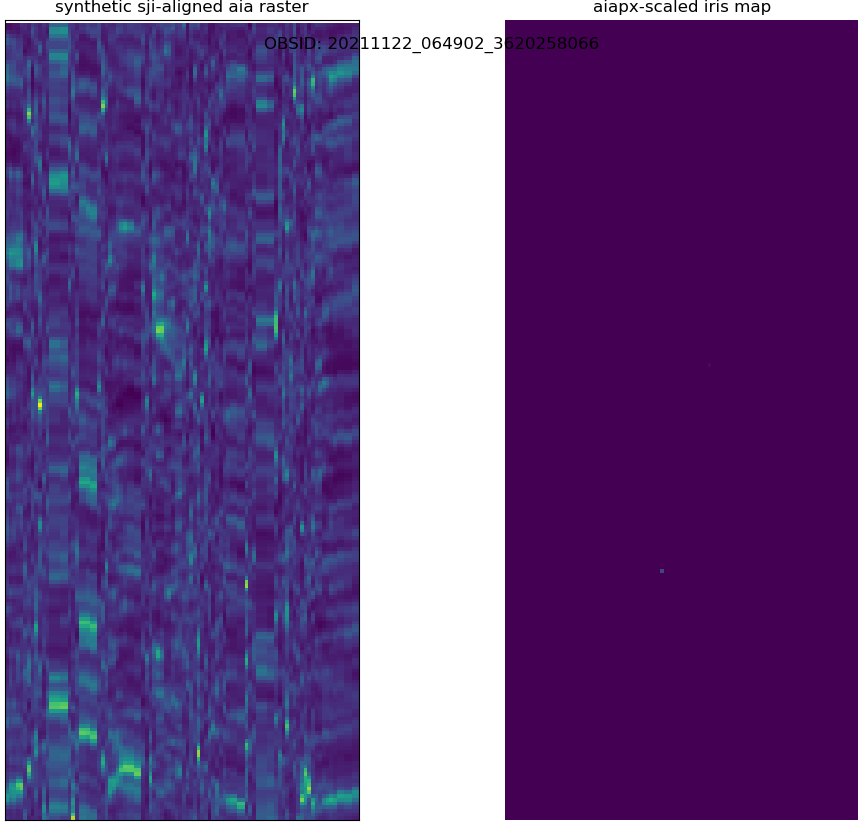 synthetic sji-aligned aia raster
aiapx-scaled iris map
OBSID: 20211122_064902_3620258066